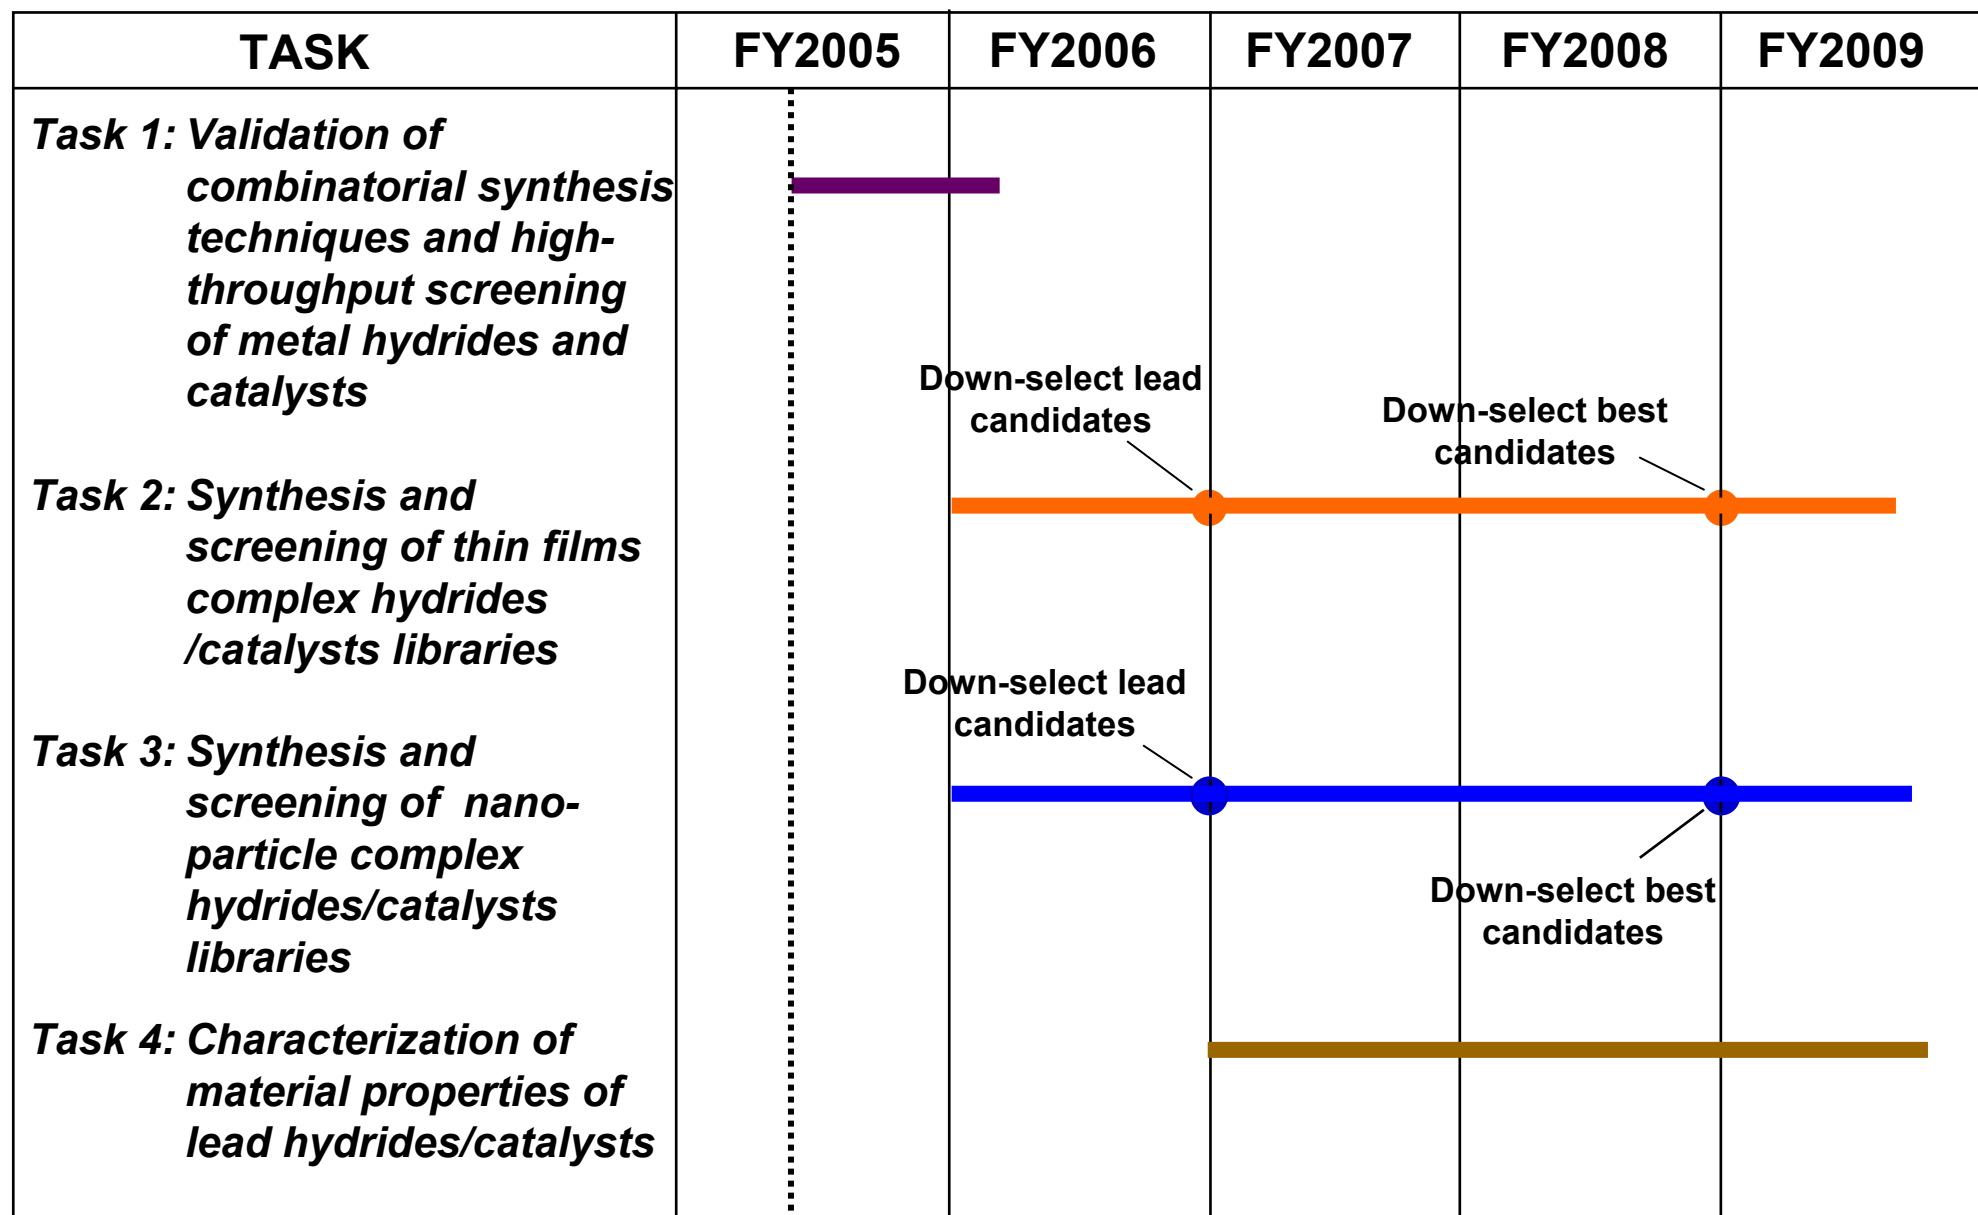 TASK FY2005 FY2006 FY2007 FY2008 FY2009
Task 1: Validation of
combinatorial synthesis
techniques and high-
throughput screening
of metal hydrides and
catalysts
Down-select lead
candidates
Down-select best
candidates
Task 2: Synthesis and
screening of thin films
complex hydrides
/catalysts libraries
Down-select lead
candidates
Task 3: Synthesis and
screening of nano-
particle complex
hydrides/catalysts
libraries
Down-select best
candidates
Task 4: Characterization of
material properties of
lead hydrides/catalysts